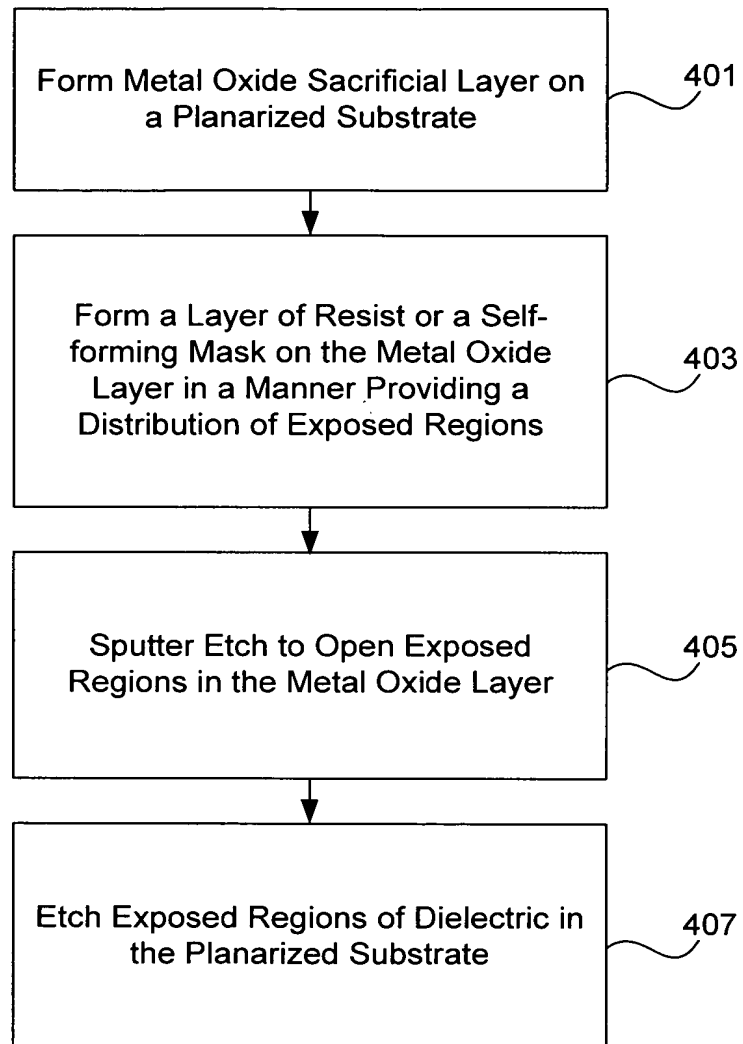 Form Metal Oxide Sacrificial Layer on
a Planarized Substrate
401
Form a Layer of Resist or a Self-
forming Mask on the Metal Oxide
Layer in a Manner Providing a
Distribution of Exposed Regions
403
Sputter Etch to Open Exposed
Regions in the Metal Oxide Layer
405
Etch Exposed Regions of Dielectric in
the Planarized Substrate
407